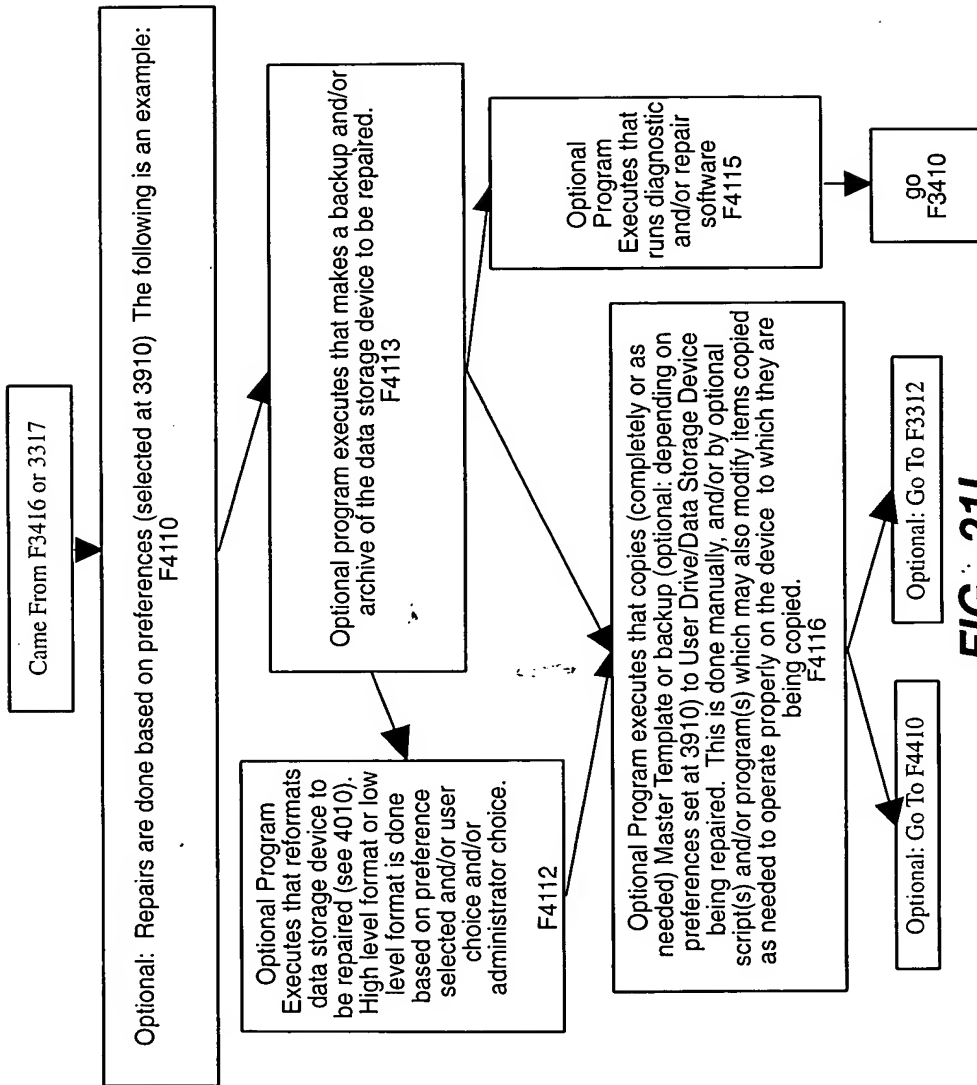 Came From F3416 or 3317
Optional: Repairs are done based on preferences (selected at 3910) The following is an example:
F4110
Optional program executes that makes a backup and/or
archive of the data storage device to be repaired.
F4113
Optional Program
Executes that reformats
data storage device to
be repaired (see 4010).
High level format or low
level format is done
based on preference
selected and/or user
choice and/or
administrator choice.
F4112
Optional
Program
Executes that
runs diagnostic
and/or repair
software
F4115
Optional Program executes that copies (completely or as
needed) Master Template or backup (optional: depending on
preferences set at 3910) to User Drive/Data Storage Device
being repaired. This is done manually, and/or by optional
script(s) and/or program(s) which may also modify items copied
as needed to operate properly on the device to which they are
being copied.
F4116
go
F3410
Optional: Go To F4410
Optional: Go To F3312